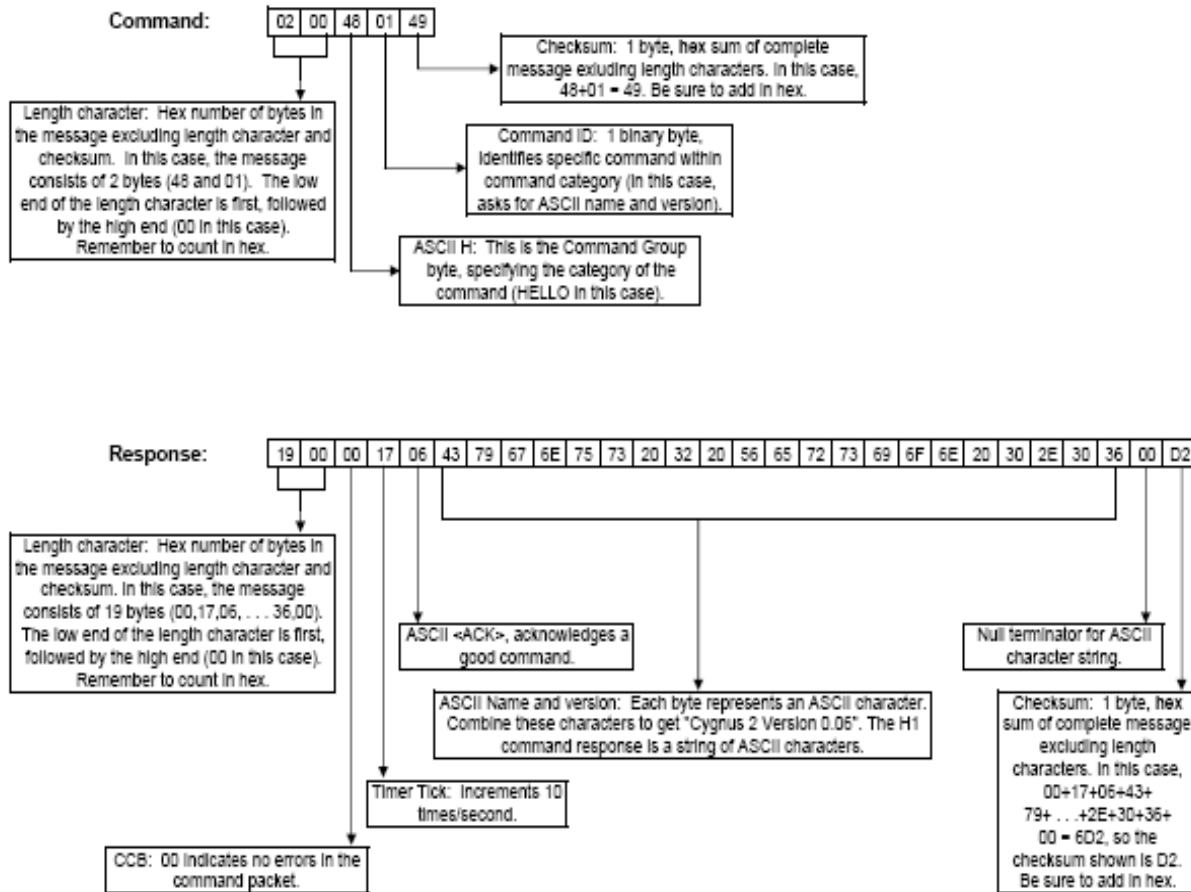 Command:
02 00 48 01 49
Checksum: 1 byte, hex sum of complete
message exluding length characters. In this case,
48+01 = 49. Be sure to add in hex.
Length character: Hex number of bytes in
the message excluding length character and
checksum. In this case, the message
consists of 2 bytes (48 and 01). The low
end of the length character is first, followed
by the high end (00 in this case).
Remember to count in hex.
Command ID: 1 binary byte,
identifies specific command within
command category (in this case,
asks for ASCII name and version).
ASCII H: This is the Command Group
byte, specifying the category of the
command (HELLO in this case).
Response:
19 00 00 17 06 43 79 67 6E 75 73 20 32 20 56 65 72 73 69 6F 6E 20 30 2E 30 36 00 D2
Length character: Hex number of bytes in
the message excluding length character and
checksum. In this case, the message
consists of 19 bytes (00,17,06, . . . 36,00).
The low end of the length character is first,
followed by the high end (00 in this case).
Remember to count in hex.
ASCII <ACK>, acknowledges a
good command.
Null terminator for ASCII
character string.
ASCII Name and version: Each byte represents an ASCII character.
Combine these characters to get "Cygnus 2 Version 0.06". The H1
command response is a string of ASCII characters.
Checksum: 1 byte, hex
sum of complete message
excluding length
characters. In this case,
00+17+06+43+
79+ . . .+2E+30+36+
00 = 6D2, so the
checksum shown is D2.
Be sure to add in hex.
Timer Tick: Increments 10
times/second.
CCB: 00 indicates no errors in the
command packet.